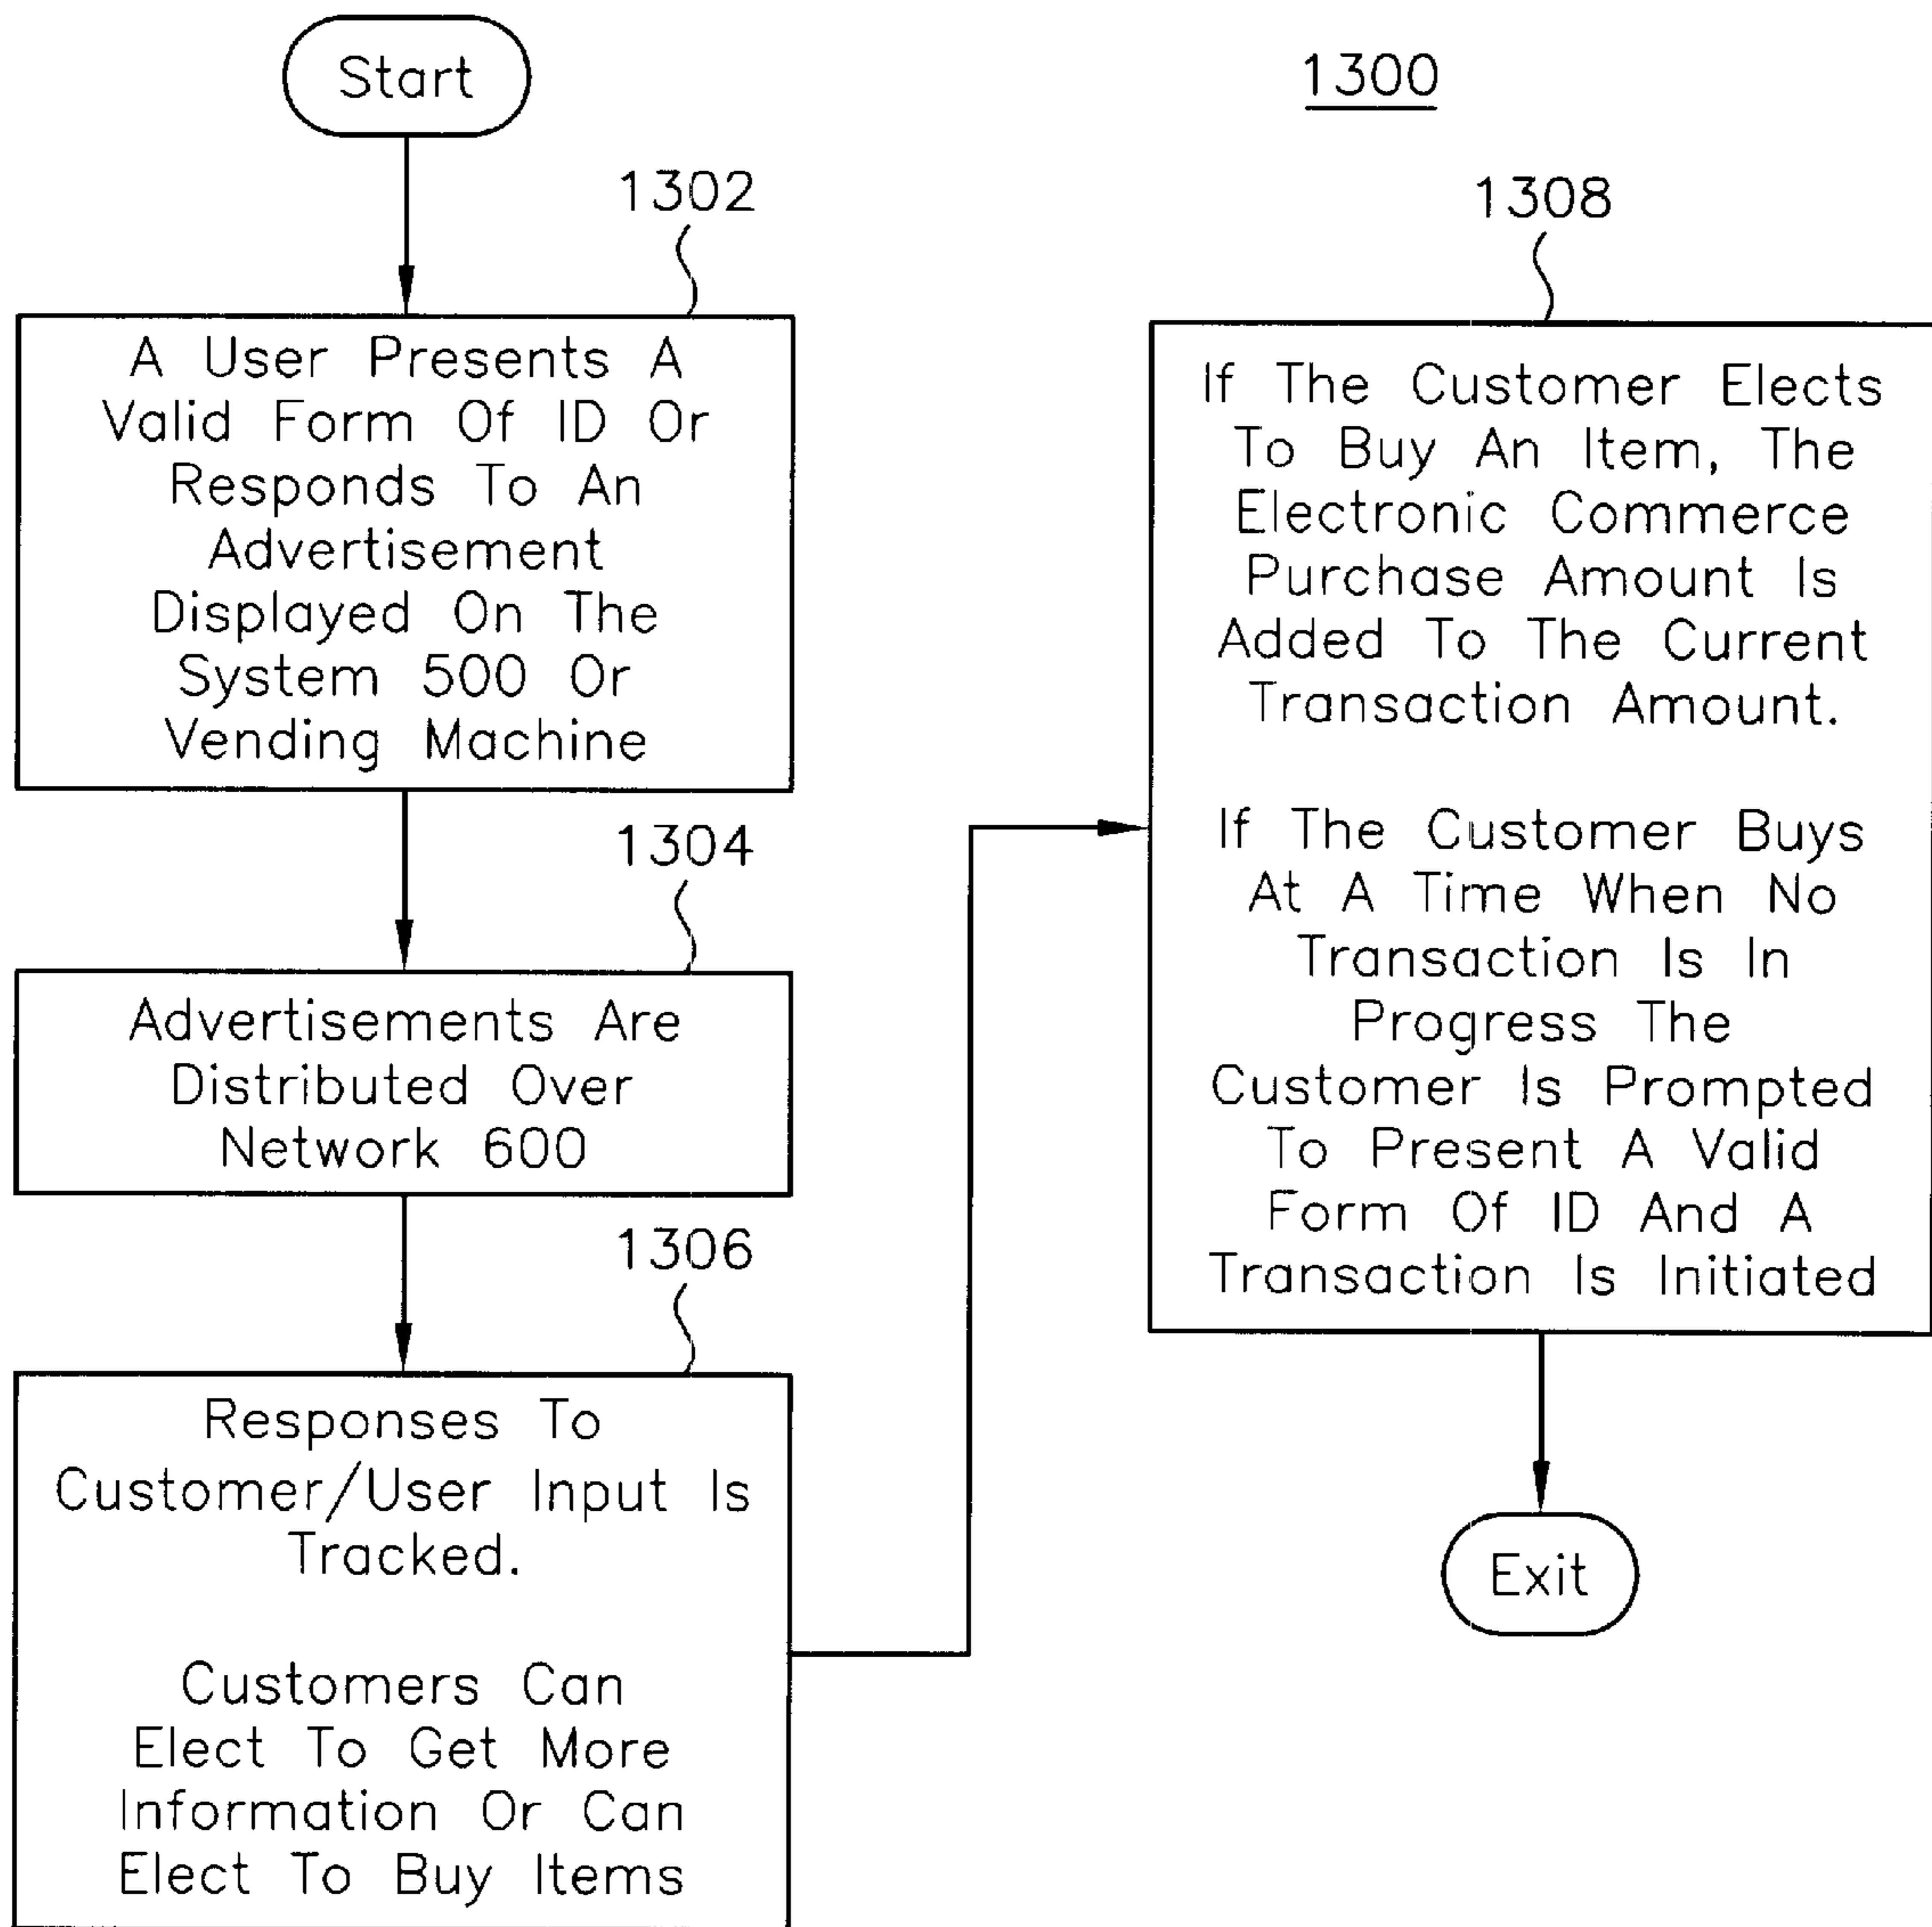 Start
1300
1302
A User Presents A
Valid Form Of ID Or
Responds To An
Advertisement
Displayed On The
System 500 Or
Vending Machine
1304
Advertisements Are
Distributed Over
Network 600
1306
Responses To
Customer/User Input Is
Tracked.
Customers Can
Elect To Get More
Information Or Can
Elect To Buy Items
1308
If The Customer Elects
To Buy An Item, The
Electronic Commerce
Purchase Amount Is
Added To The Current
Transaction Amount.
If The Customer Buys
At A Time When No
Transaction Is In
Progress The
Customer Is Prompted
To Present A Valid
Form Of ID And A
Transaction Is Initiated
Exit